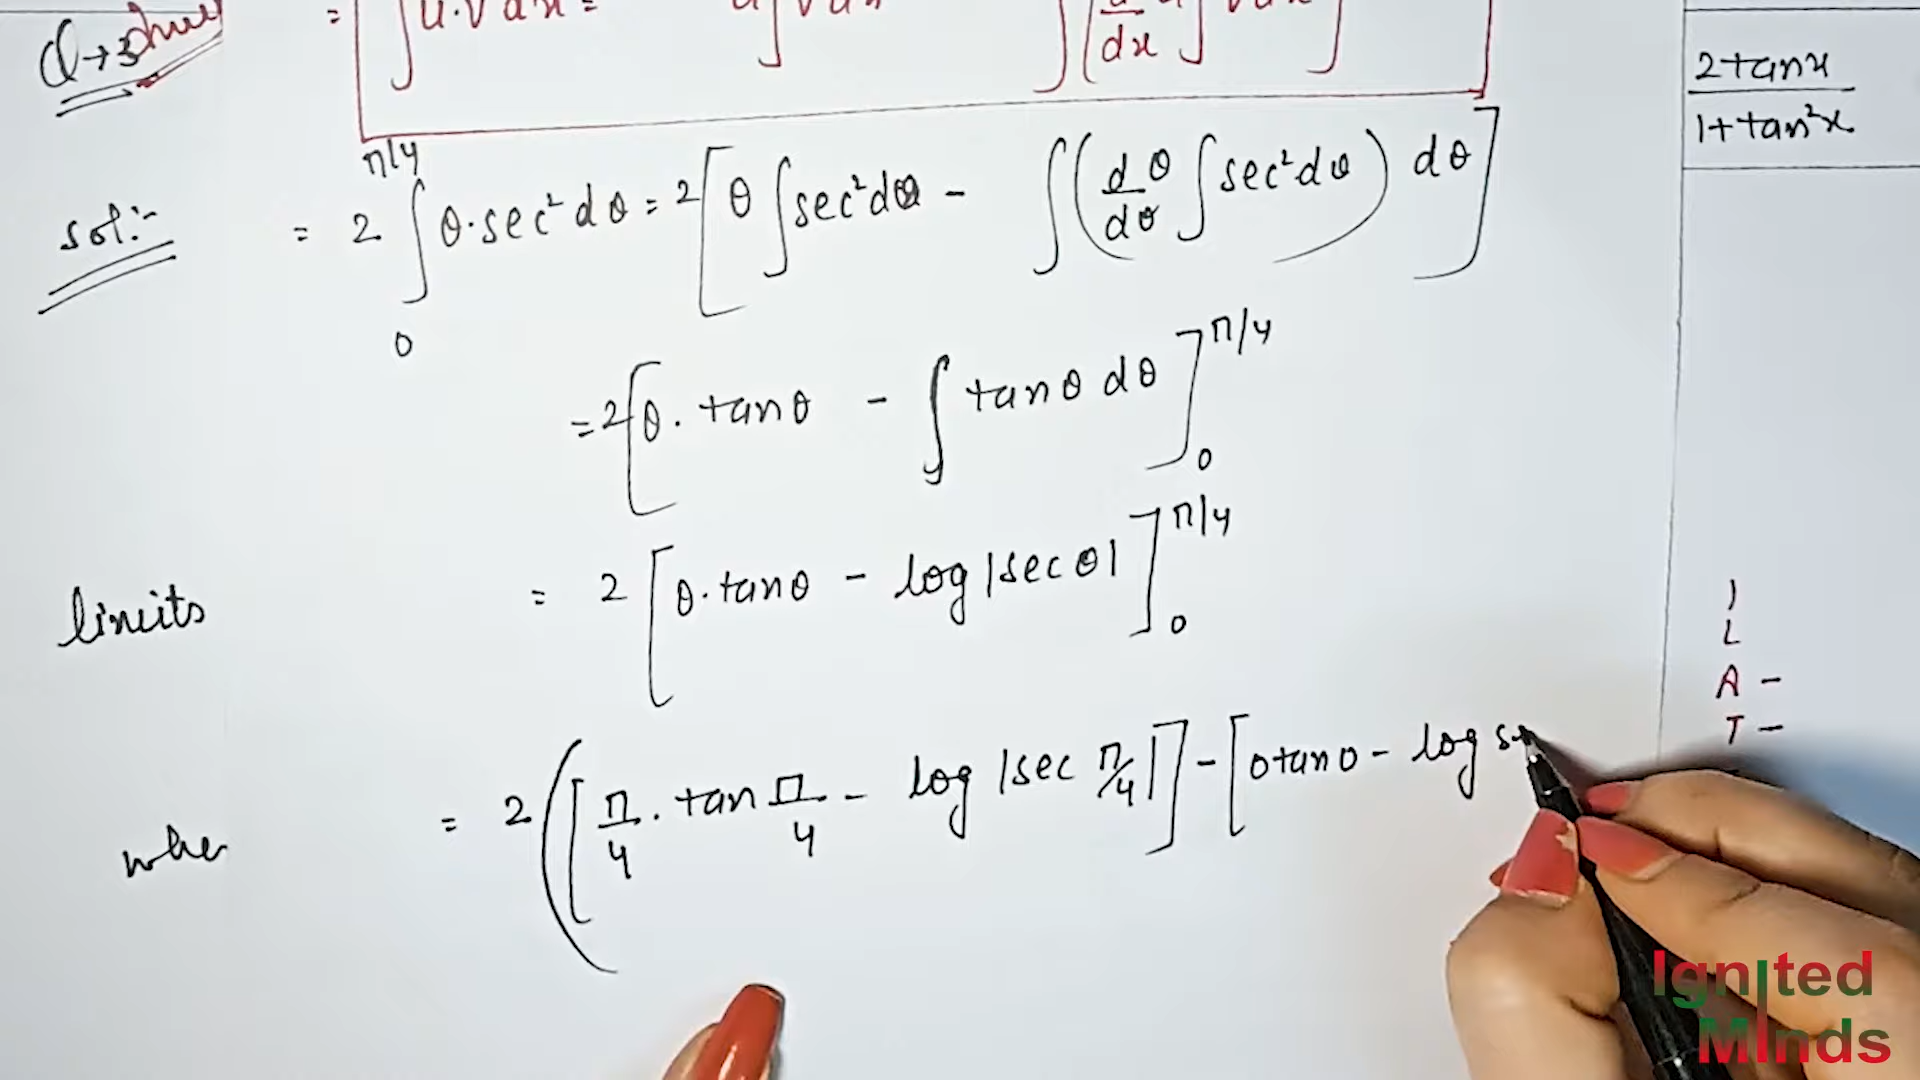 Q→3
= ∫u.v dx = u∫v dx ∫(d/dx u∫v dx)
2tanx/1+tan²x
sol:- = 2∫₀^π/4 θ.sec²dθ = 2[θ∫sec²dθ - ∫(dθ/dθ ∫sec²dθ) dθ]
=2[θ. tanθ - ∫tanθ dθ]₀^π/4
limits = 2[θ.tanθ - log|secθ|]₀^π/4
I
L
A -
T -
whe = 2([π/4. tan π/4 - log|sec π/4|] - [0tan0 - log s
Ignited
Minds